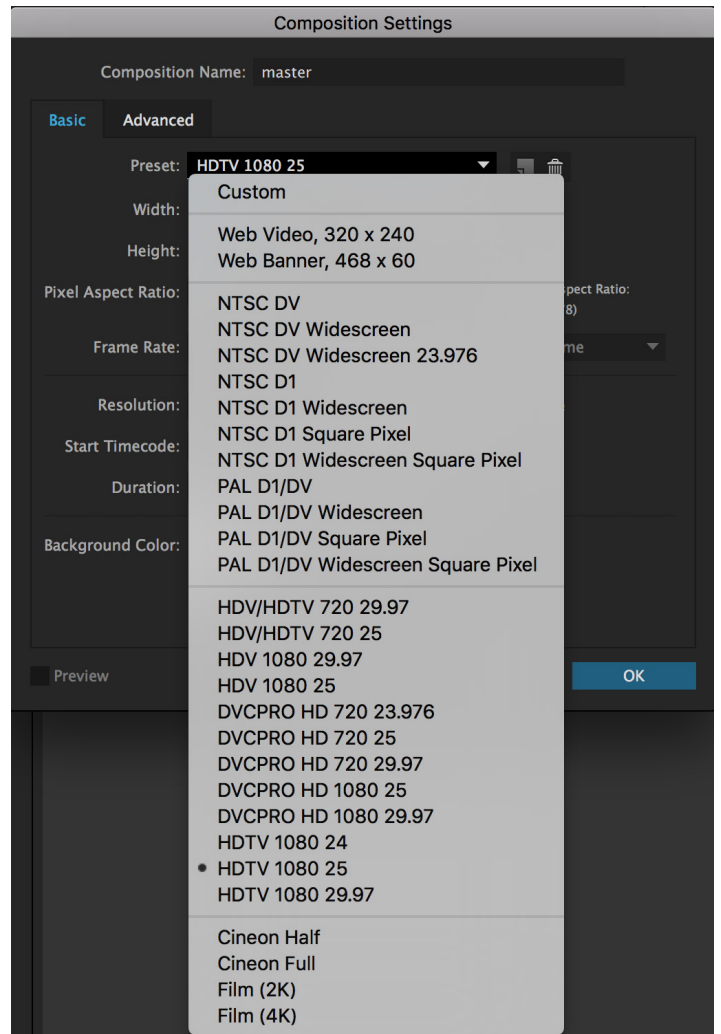 Composition Settings
Composition Name: master
Basic Advanced
Preset: HDTV 1080 25
Custom
Width:
Web Video, 320 x 240
Height:
Web Banner, 468 x 60
Pixel Aspect Ratio:
spect Ratio:
8)
NTSC DV
NTSC DV Widescreen
Frame Rate:
me
NTSC DV Widescreen 23.976
NTSC D1
Resolution:
NTSC D1 Widescreen
NTSC D1 Square Pixel
Start Timecode:
NTSC D1 Widescreen Square Pixel
Duration:
PAL D1/DV
PAL D1/DV Widescreen
PAL D1/DV Square Pixel
Background Color:
PAL D1/DV Widescreen Square Pixel
HDV/HDTV 720 29.97
HDV/HDTV 720 25
HDV 1080 29.97
Preview
OK
HDV 1080 25
DVCPRO HD 720 23.976
DVCPRO HD 720 25
DVCPRO HD 720 29.97
DVCPRO HD 1080 25
DVCPRO HD 1080 29.97
HDTV 1080 24
HDTV 1080 25
HDTV 1080 29.97
Cineon Half
Cineon Full
Film (2K)
Film (4K)